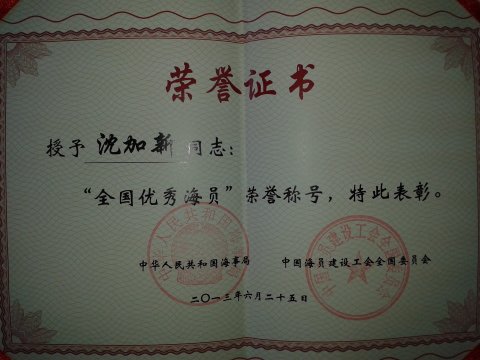 荣誉证书
授予 沈加新 同志：
“全国优秀海员”荣誉称号，特此表彰。
中华人民共和国海事局 中国海员建设工会全国委员会
二〇一三年六月二十五日